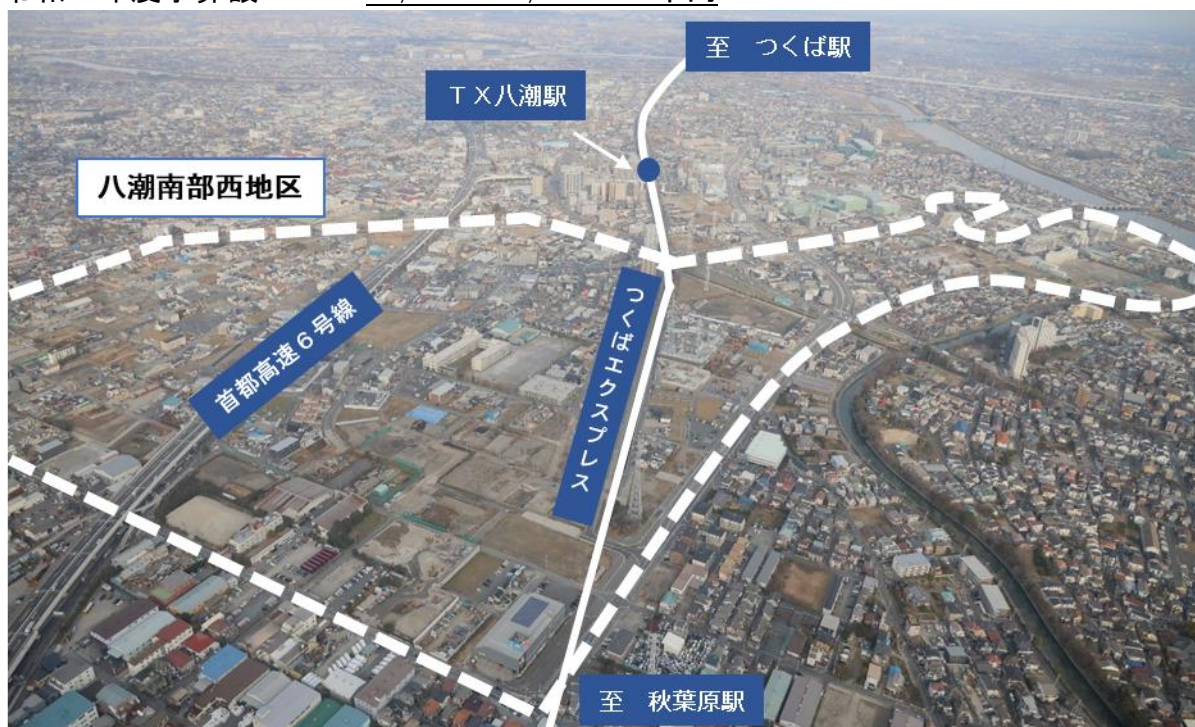 至　つくば駅
ＴＸ八潮駅
八潮南部西地区
つくばエクスプレス
首都高速６号線
至　秋葉原駅